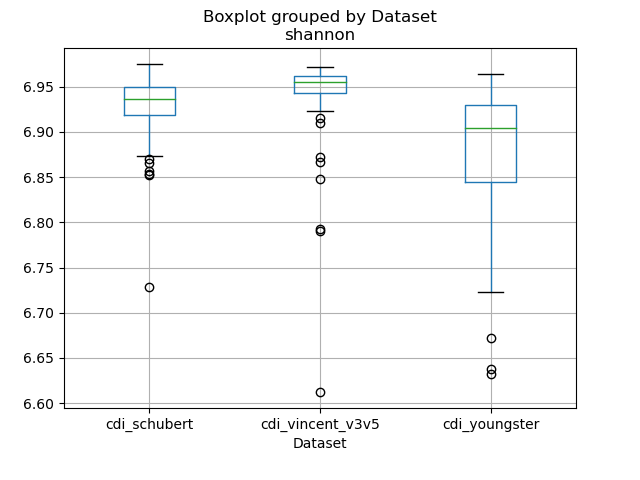 Boxplot grouped by Dataset
shannon
6.95
6.90
6.85
6.80
6.75
6.70
6.65
6.60
cdi_schubert cdi_vincent_v3v5 cdi_youngster
Dataset